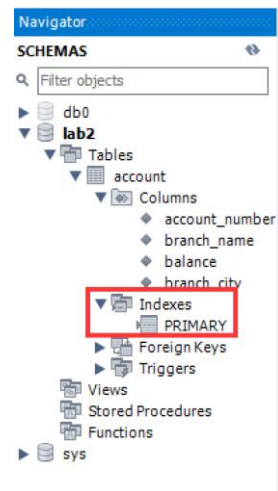 Navigator
SCHEMAS
Filter objects
db0
lab2
Tables
account
Columns
account_number
branch_name
balance
branch_city
Indexes
PRIMARY
Foreign Keys
Triggers
Views
Stored Procedures
Functions
sys